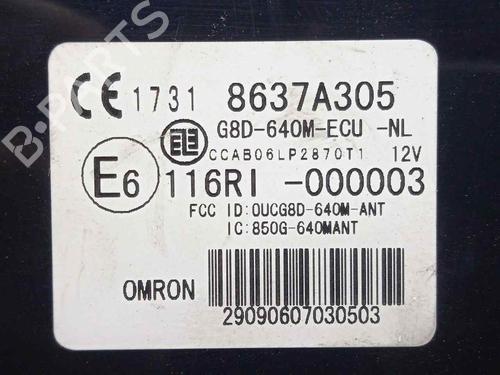 CE 1731 8637A305
G8D-640M-ECU -NL
CCAB06LP2870T1 12V
E6 116RI -000003
FCC ID:OUCG8D-640M-ANT
IC:850G-640MANT
OMRON
29090607030503
B-PARTS